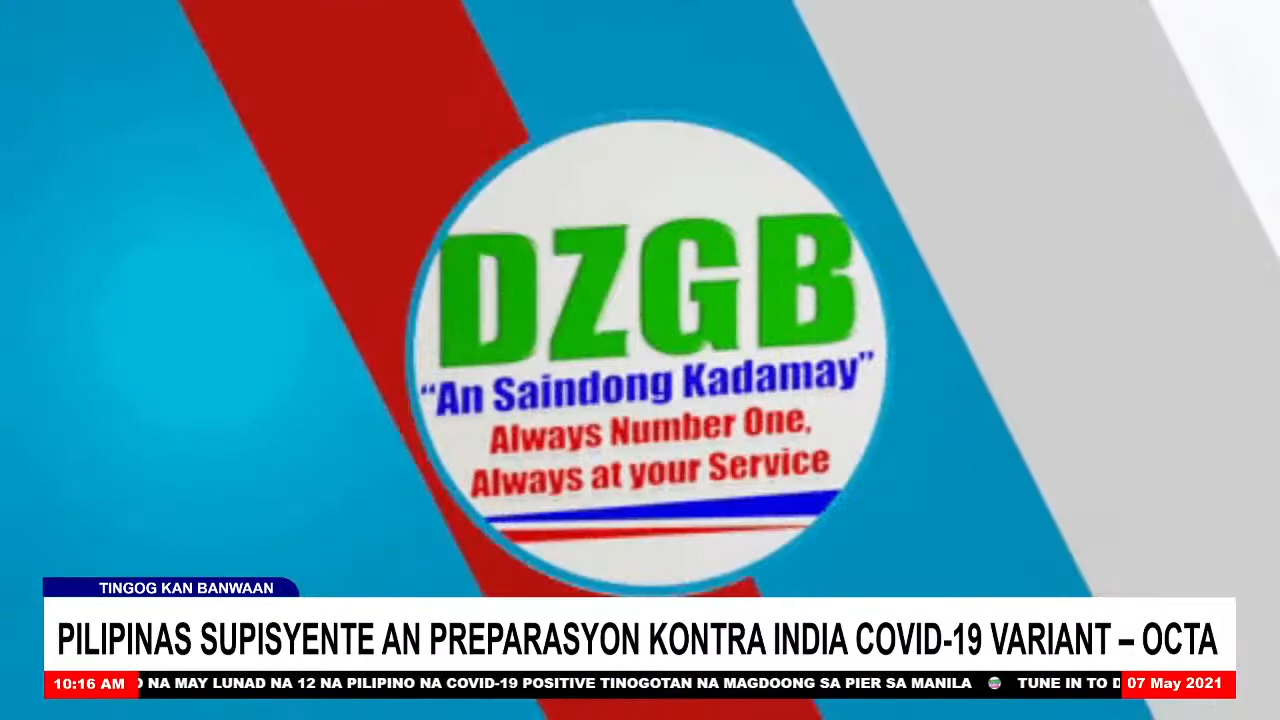 DZGB
“An Saindong Kadamay”
Always Number One,
Always at your Service
TINGOG KAN BANWAAN
PILIPINAS SUPISYENTE AN PREPARASYON KONTRA INDIA COVID-19 VARIANT – OCTA
10:16 AM
NA MAY LUNAD NA 12 NA PILIPINO NA COVID-19 POSITIVE TINOGOTAN NA MAGDOONG SA PIER SA MANILA TUNE IN TO
07 May 2021